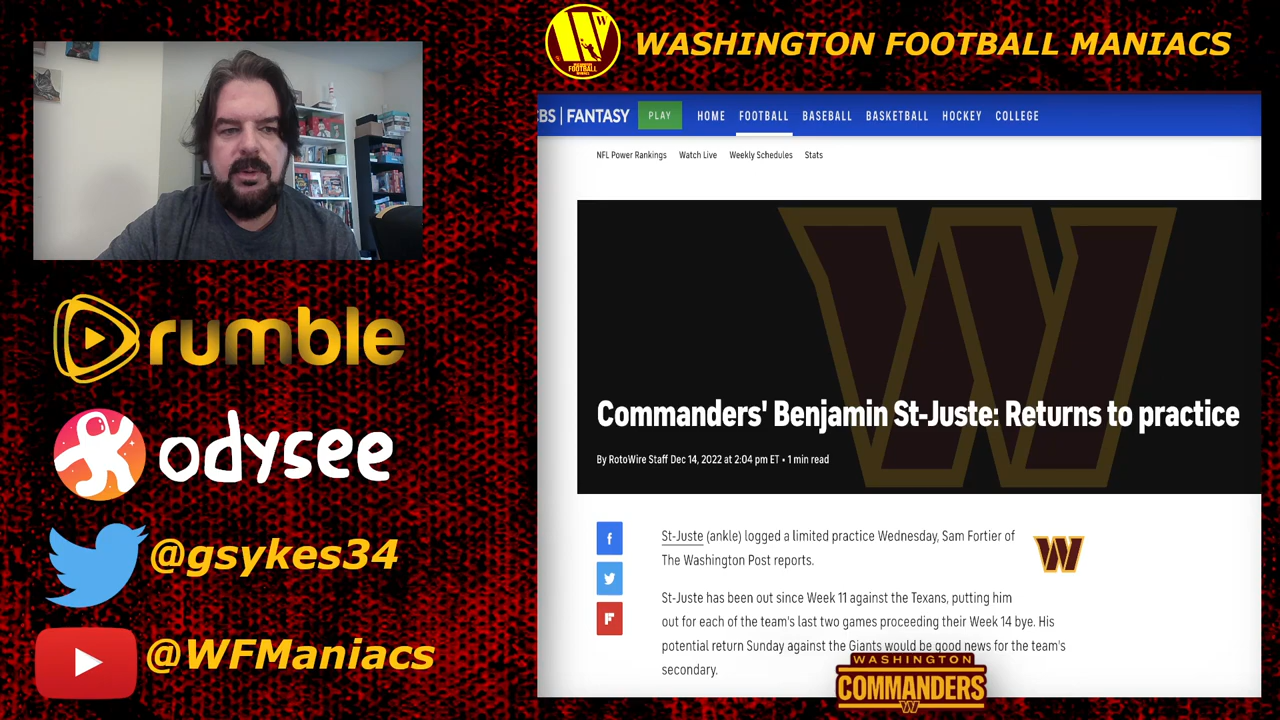 WASHINGTON FOOTBALL MANIACS
CBS | FANTASY PLAY HOME FOOTBALL BASEBALL BASKETBALL HOCKEY COLLEGE
NFL Power Rankings Watch Live Weekly Schedules Stats
Commanders' Benjamin St-Juste: Returns to practice
By RotoWire Staff Dec 14, 2022 at 2:04 pm ET • 1 min read
St-Juste (ankle) logged a limited practice Wednesday, Sam Fortier of
The Washington Post reports.
St-Juste has been out since Week 11 against the Texans, putting him
out for each of the team's last two games proceeding their Week 14 bye. His
potential return Sunday against the Giants would be good news for the team's
secondary.
WASHINGTON
COMMANDERS
rumble
odysee
@gsykes34
@WFManiacs